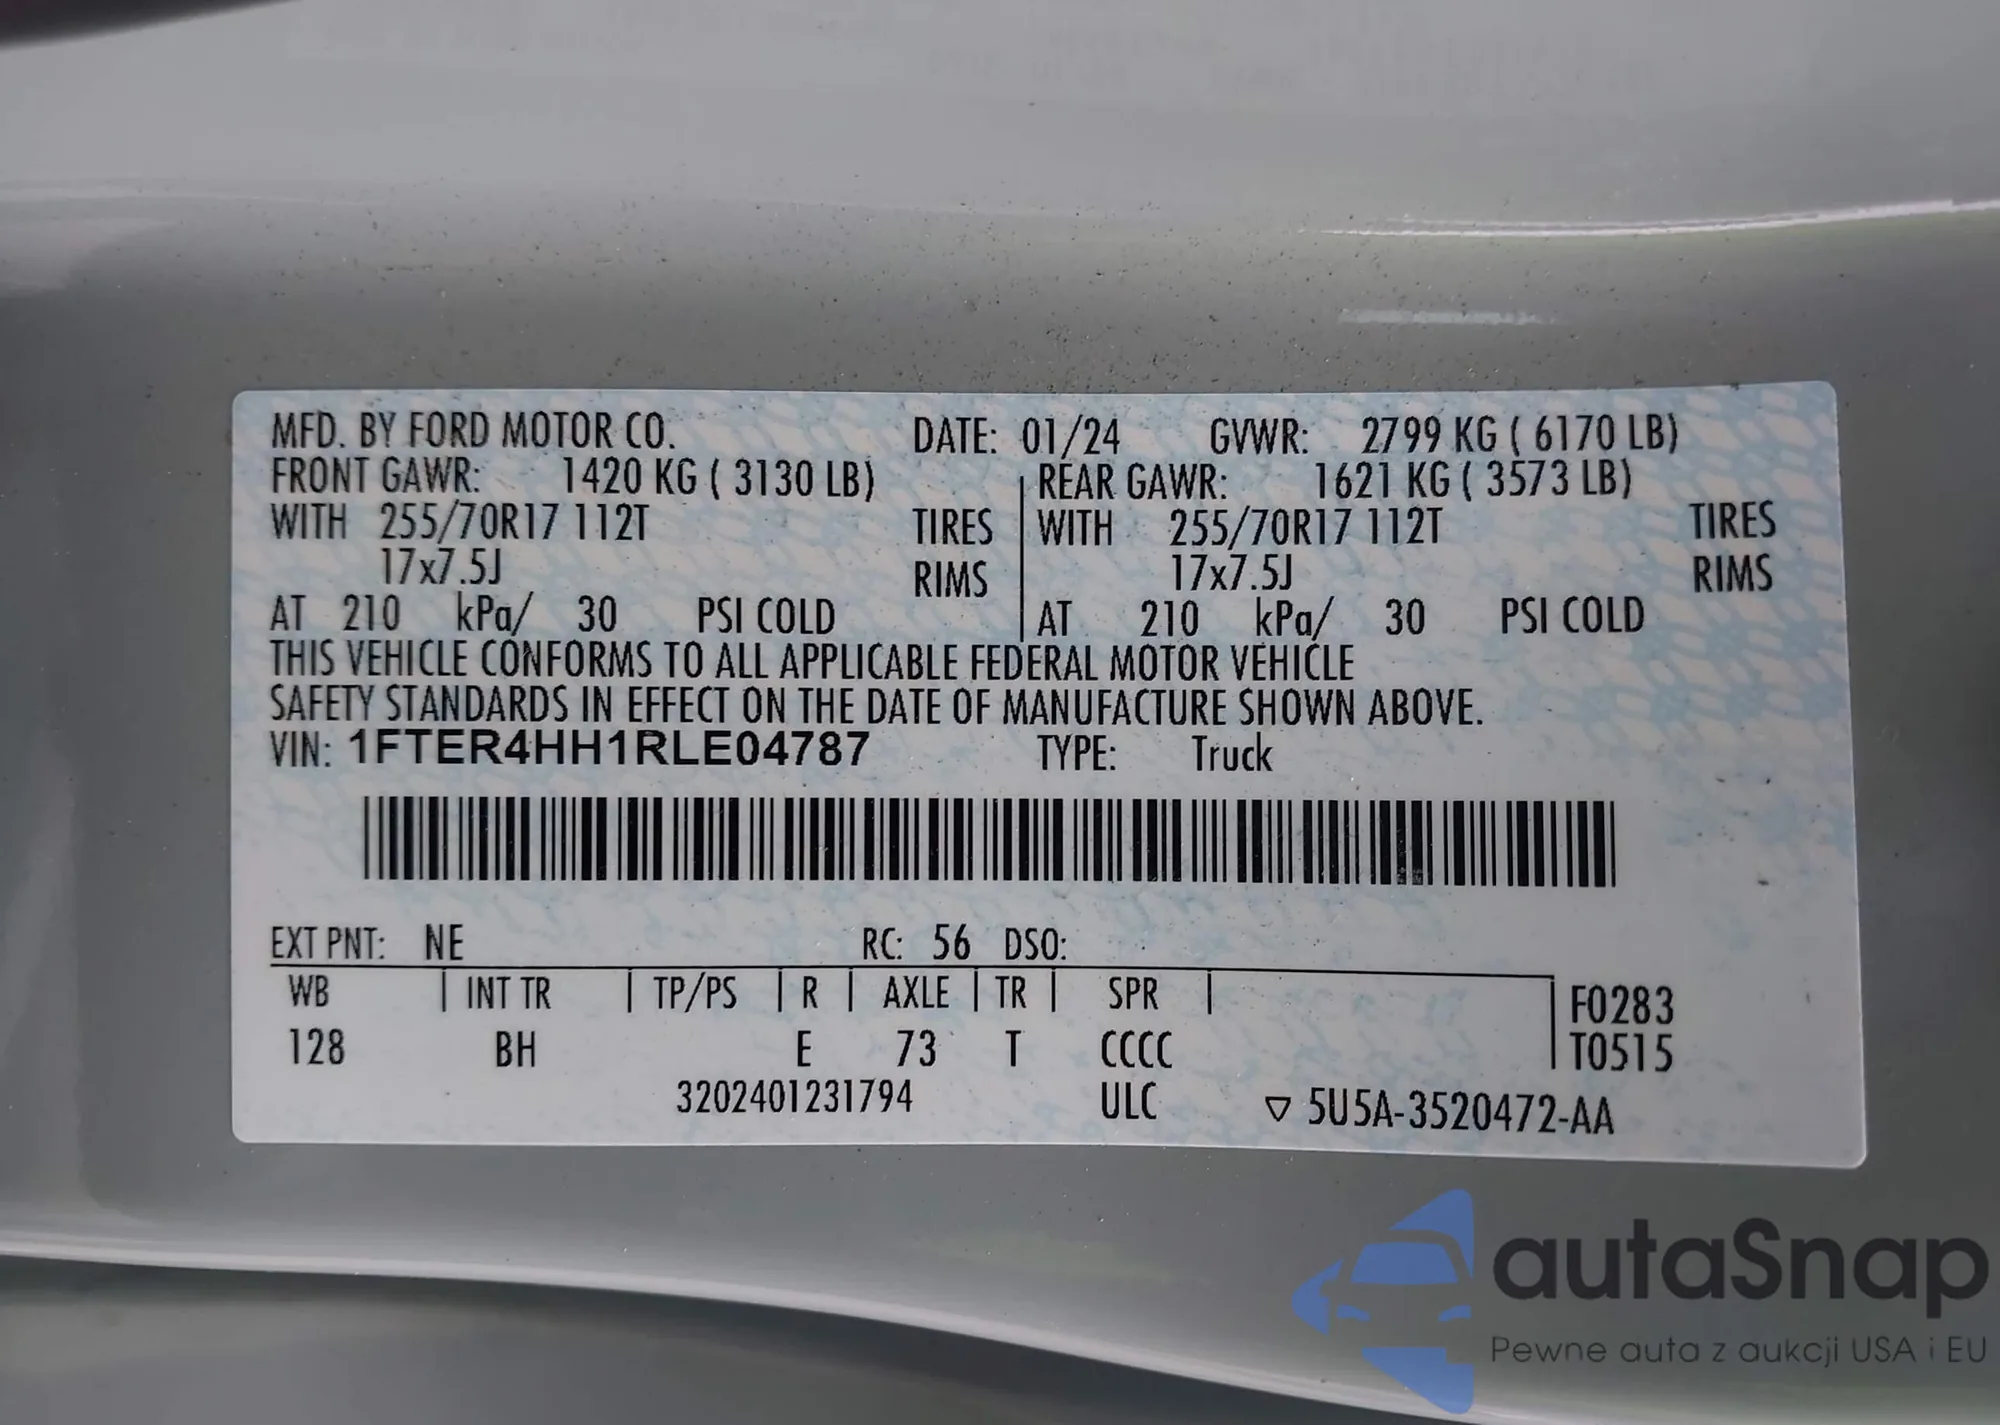 MFD. BY FORD MOTOR CO. DATE: 01/24 GVWR: 2799 KG ( 6170 LB)
FRONT GAWR: 1420 KG ( 3130 LB) REAR GAWR: 1621 KG ( 3573 LB)
WITH 255/70R17 112T TIRES WITH 255/70R17 112T TIRES
17x7.5J RIMS 17x7.5J RIMS
AT 210 kPa/ 30 PSI COLD AT 210 kPa/ 30 PSI COLD
THIS VEHICLE CONFORMS TO ALL APPLICABLE FEDERAL MOTOR VEHICLE
SAFETY STANDARDS IN EFFECT ON THE DATE OF MANUFACTURE SHOWN ABOVE.
VIN: 1FTER4HH1RLE04787 TYPE: Truck
EXT PNT: NE RC: 56 DSO:
WB INT TR TP/PS R AXLE TR SPR F0283
128 BH E 73 T CCCC T0515
3202401231794 ULC ▽ 5U5A-3520472-AA
autaSnap
Pewne auta z aukcji USA i EU